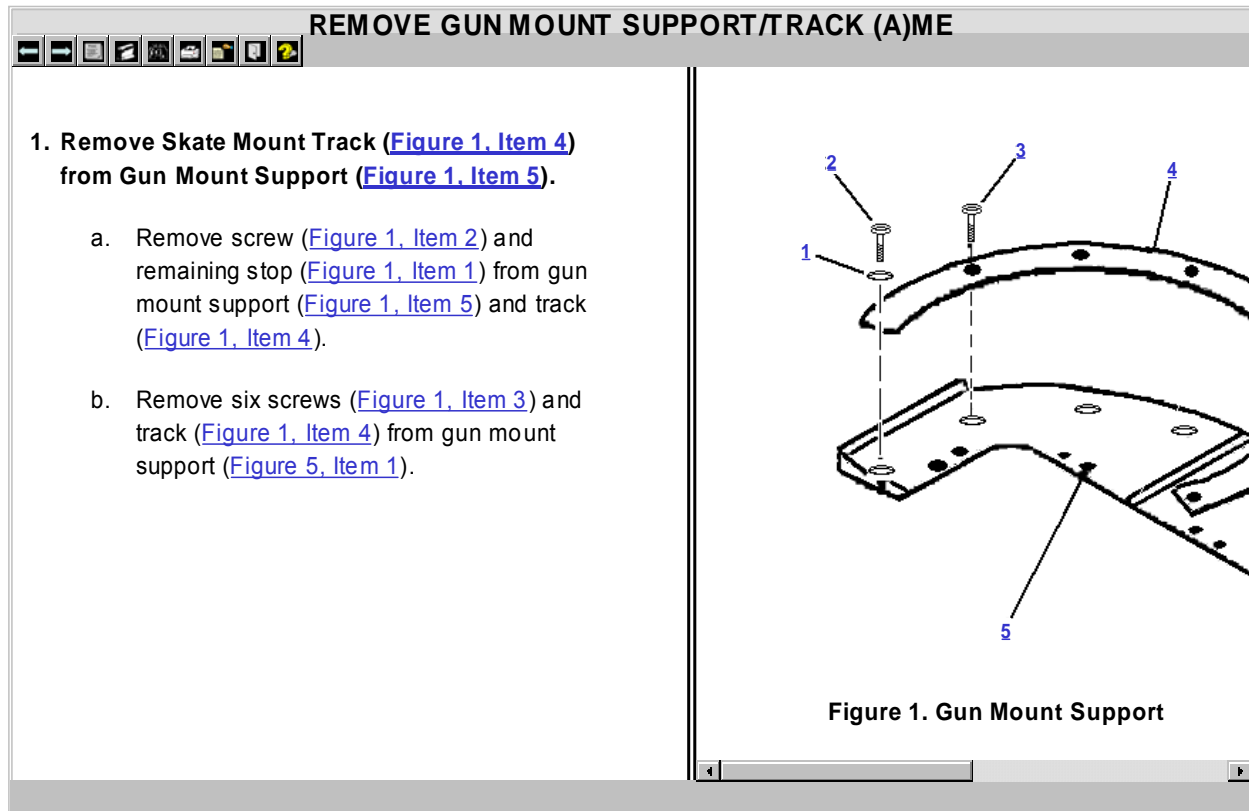 REMOVE GUN MOUNT SUPPORT/TRACK (A)ME
1. Remove Skate Mount Track (Figure 1, Item 4)
from Gun Mount Support (Figure 1, Item 5).
a. Remove screw (Figure 1, Item 2) and
remaining stop (Figure 1, Item 1) from gun
mount support (Figure 1, Item 5) and track
(Figure 1, Item 4).
b. Remove six screws (Figure 1, Item 3) and
track (Figure 1, Item 4) from gun mount
support (Figure 5, Item 1).
3
2
4
1
5
Figure 1. Gun Mount Support